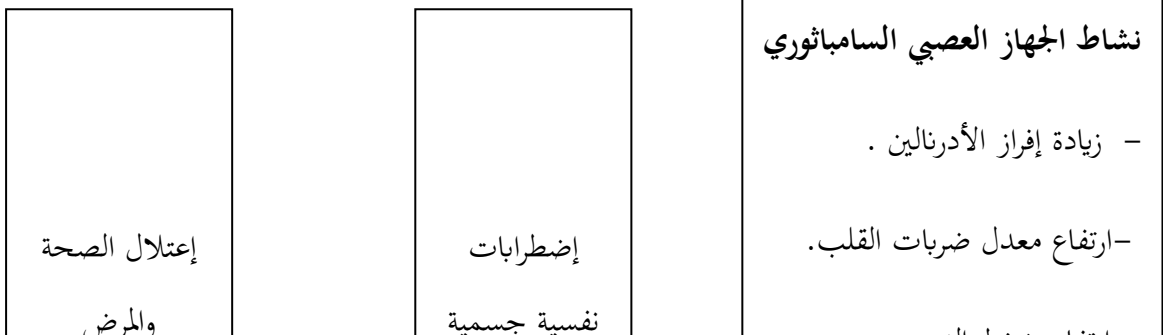 نشاط الجهاز العصبي السامباثوري
- زيادة إفراز الأدرنالين .
-ارتفاع معدل ضربات القلب.
إضطرابات
نفسية جسمية
إعتلال الصحة
والمرض